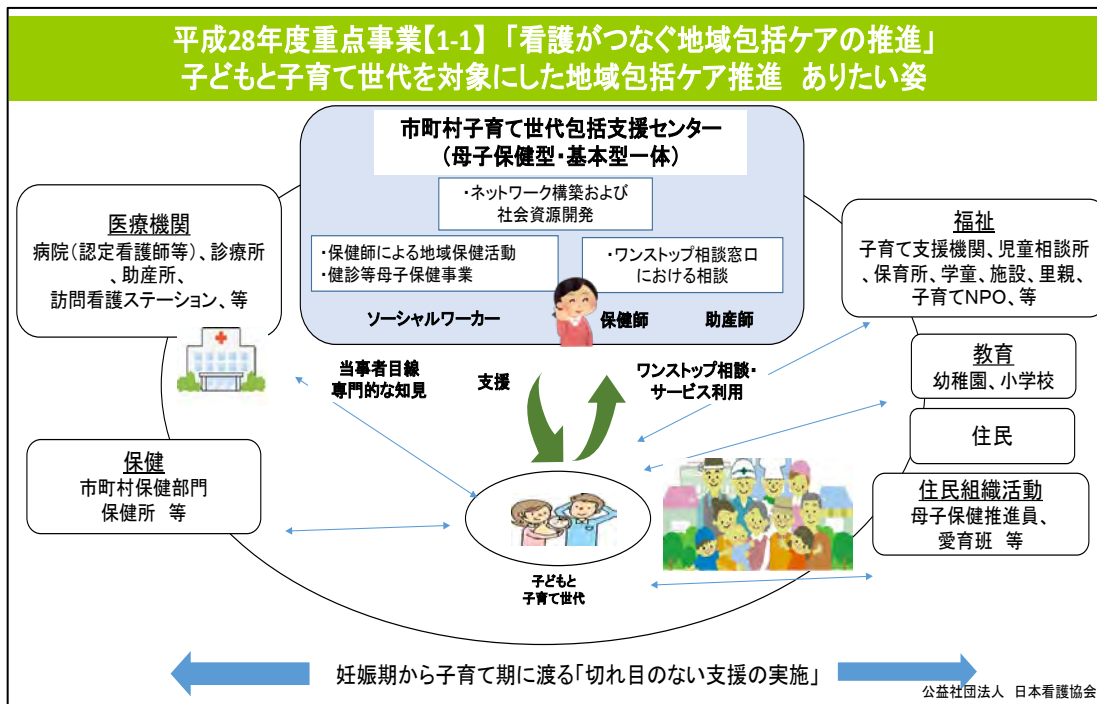 平成28年度重点事業【1-1】 「看護がつなぐ地域包括ケアの推進」
子どもと子育て世代を対象にした地域包括ケア推進 ありたい姿
市町村子育て世代包括支援センター
(母子保健型・基本型一体)
・ネットワーク構築および
社会資源開発
・保健師による地域保健活動
・健診等母子保健事業
・ワンストップ相談窓口
における相談
ソーシャルワーカー
保健師
助産師
医療機関
病院(認定看護師等)、診療所
、助産所、
訪問看護ステーション、等
保健
市町村保健部門
保健所 等
当事者目線
専門的な知見
支援
ワンストップ相談・
サービス利用
子どもと
子育て世代
福祉
子育て支援機関、児童相談所
、保育所、学童、施設、里親、
子育てNPO、等
教育
幼稚園、小学校
住民
住民組織活動
母子保健推進員、
愛育班 等
妊娠期から子育て期に渡る「切れ目のない支援の実施」
公益社団法人 日本看護協会